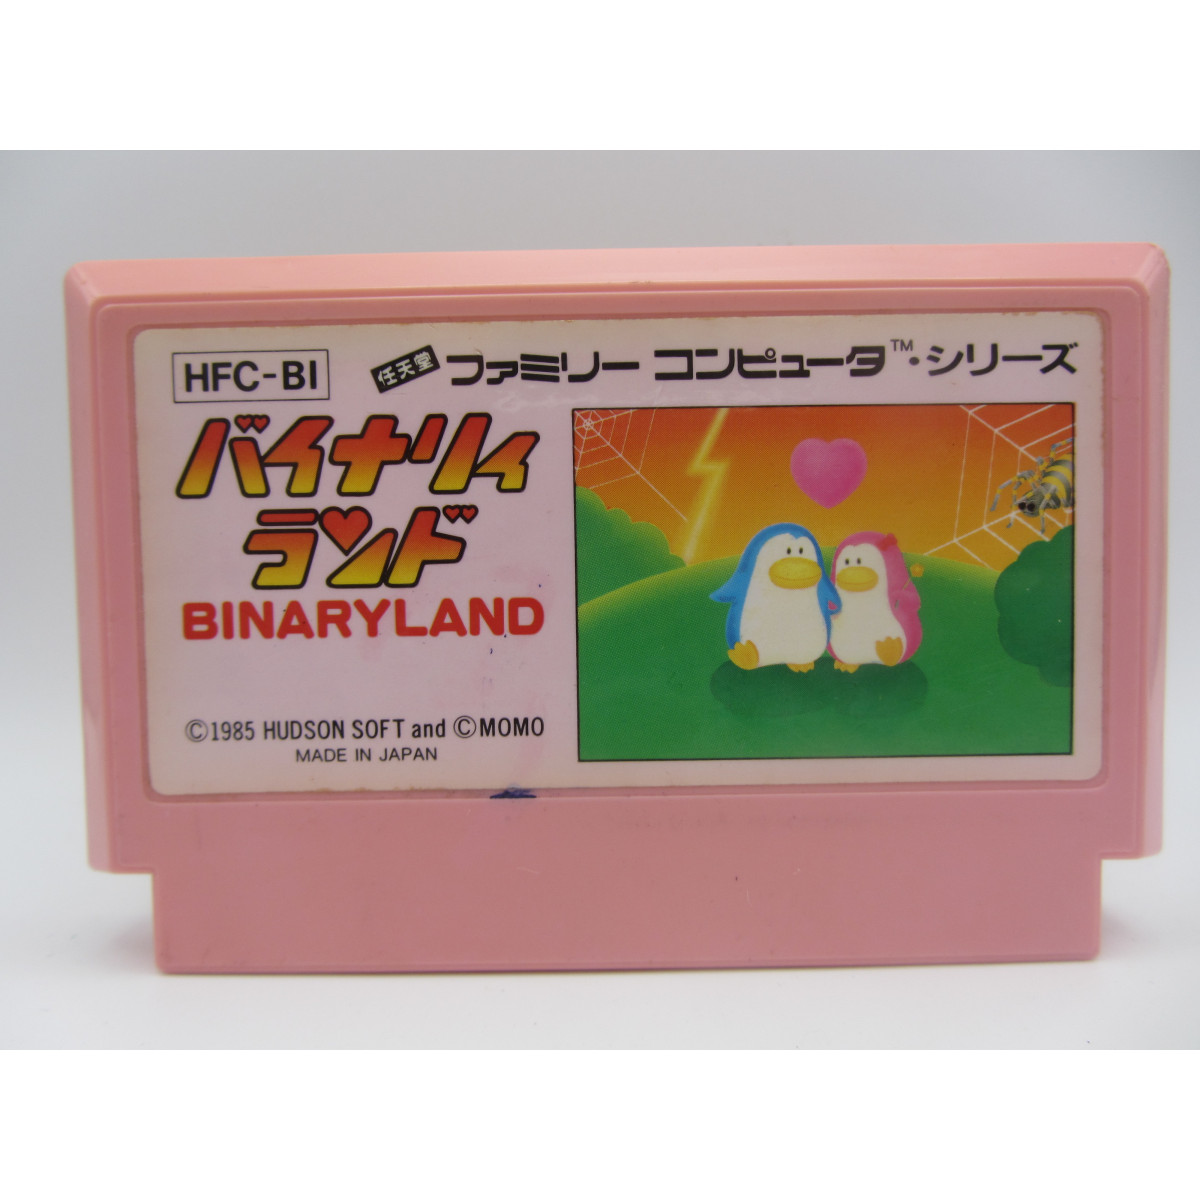 HFC-BI
任天堂 ファミリー コンピュータ™・シリーズ
バイナリィ
ランド
BINARYLAND
©1985 HUDSON SOFT and ©MOMO
MADE IN JAPAN